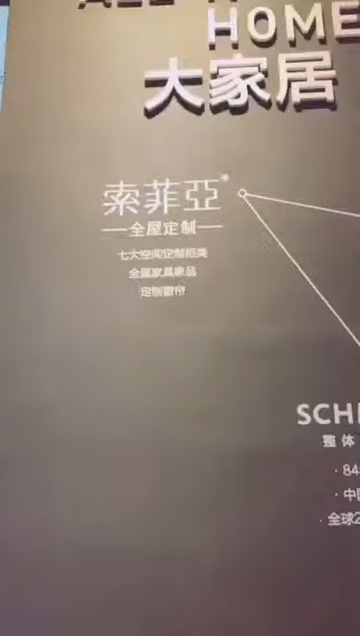 HOME
大家居
索菲亞
全屋定制
七大空间定制柜类
全屋家具家品
定制窗帘
SCH
整体
· 84
· 中
· 全球2